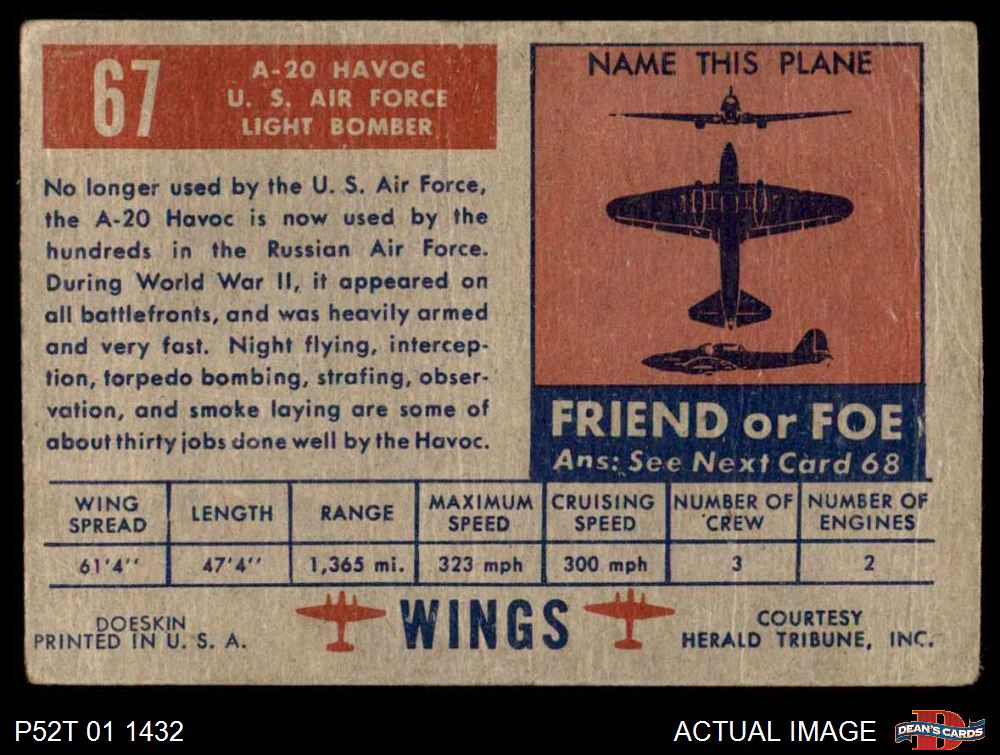 67
A-20 HAVOC
U. S. AIR FORCE
LIGHT BOMBER
No longer used by the U. S. Air Force,
the A-20 Havoc is now used by the
hundreds in the Russian Air Force.
During World War II, it appeared on
all battlefronts, and was heavily armed
and very fast. Night flying, intercep-
tion, torpedo bombing, strafing, obser-
vation, and smoke laying are some of
about thirty jobs done well by the Havoc.
NAME THIS PLANE
FRIEND or FOE
Ans: See Next Card 68
WING SPREAD LENGTH RANGE MAXIMUM SPEED CRUISING SPEED NUMBER OF CREW NUMBER OF ENGINES
61'4'' 47'4'' 1,365 mi. 323 mph 300 mph 3 2
DOESKIN
PRINTED IN U. S. A.
WINGS
COURTESY
HERALD TRIBUNE, INC.
P52T 01 1432
ACTUAL IMAGE
D
DEAN'S CARDS